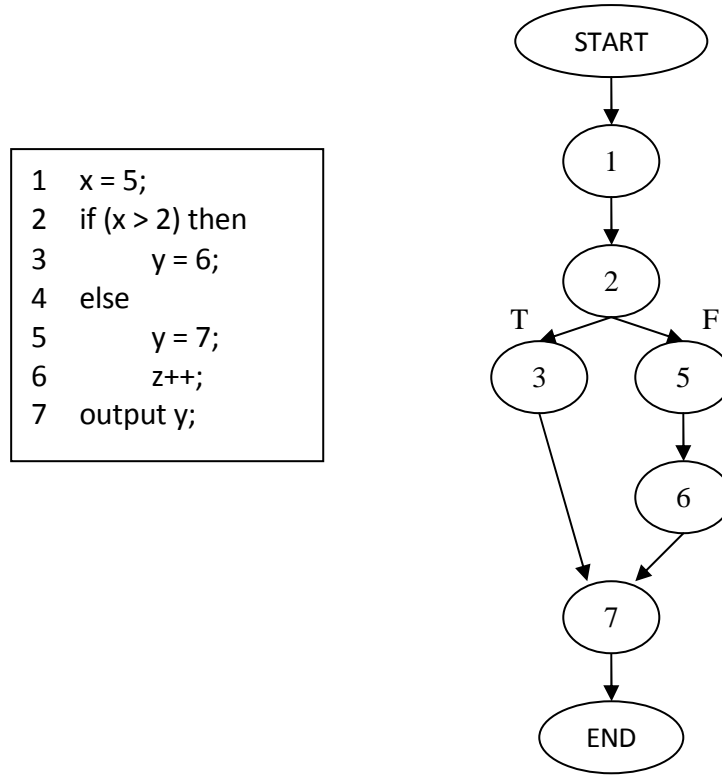 1 x = 5;
2 if (x > 2) then
3 y = 6;
4 else
5 y = 7;
6 z++;
7 output y;
START
1
2
T F
3 5
6
7
END